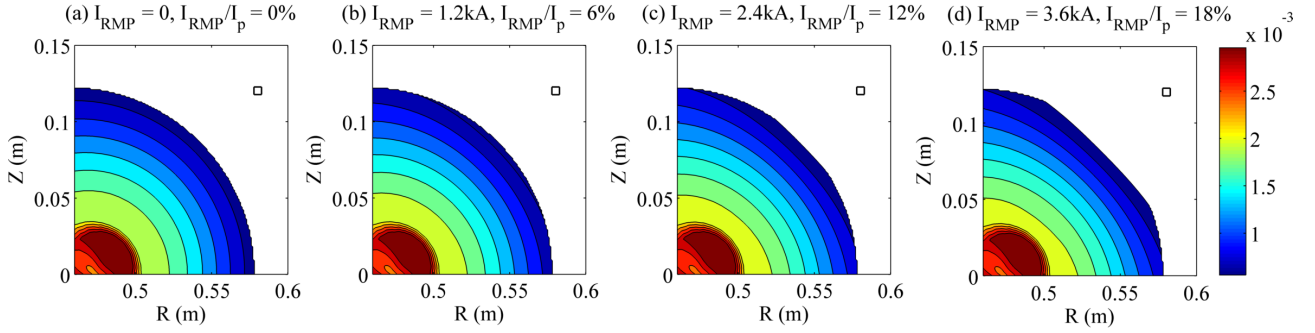 (a) I_RMP = 0, I_RMP/I_p = 0%
(b) I_RMP = 1.2kA, I_RMP/I_p = 6%
(c) I_RMP = 2.4kA, I_RMP/I_p = 12%
(d) I_RMP = 3.6kA, I_RMP/I_p = 18%
x 10^-3
0.15
0.1
0.05
0
Z (m)
0.5
0.55
0.6
R (m)
0.15
0.1
0.05
0
Z (m)
0.5
0.55
0.6
R (m)
0.15
0.1
0.05
0
Z (m)
0.5
0.55
0.6
R (m)
0.15
0.1
0.05
0
Z (m)
0.5
0.55
0.6
R (m)
2.5
2
1.5
1